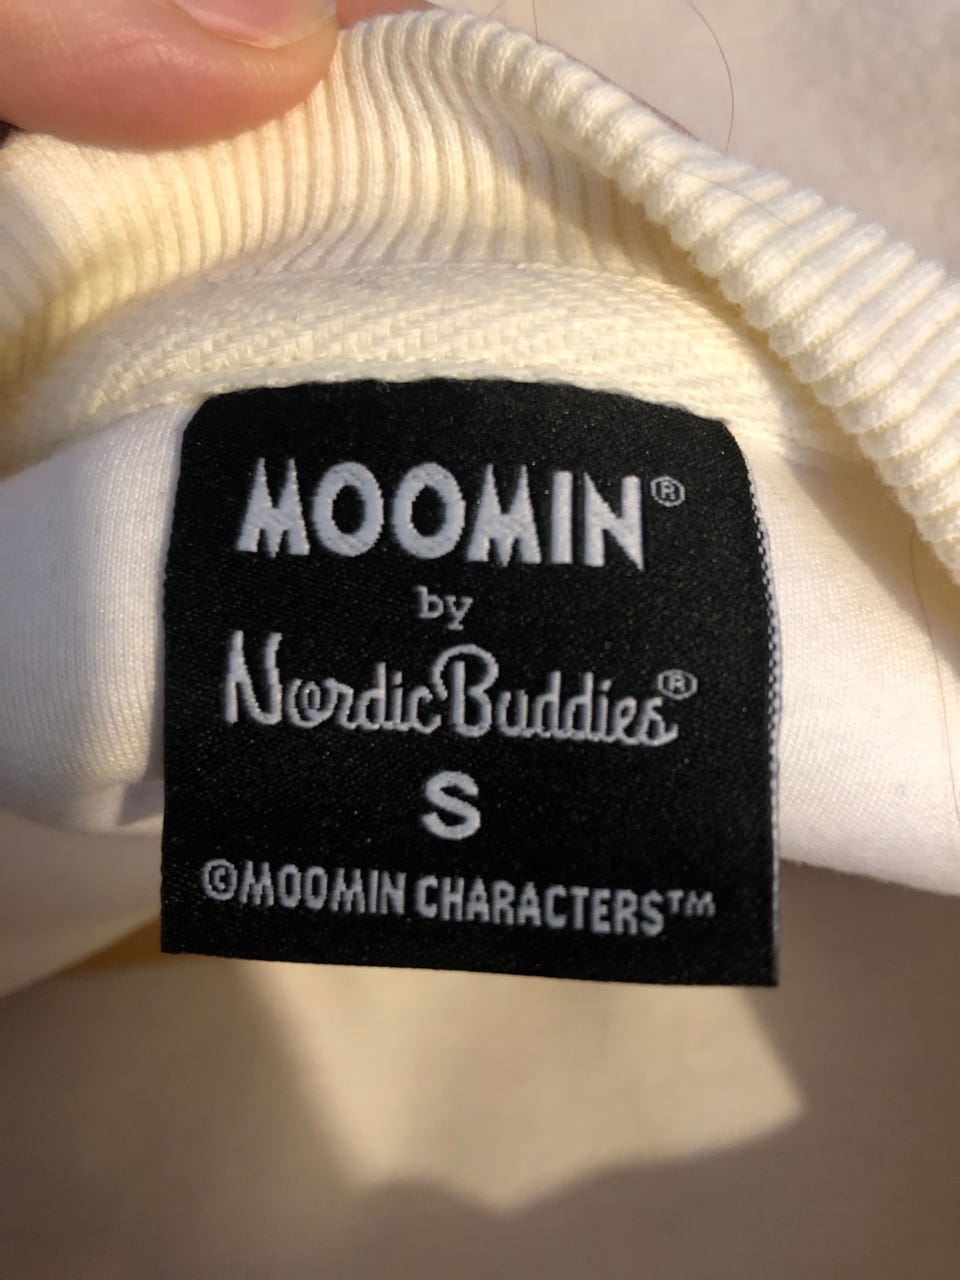 MOOMIN®
by
NordicBuddies®
S
©MOOMIN CHARACTERS™